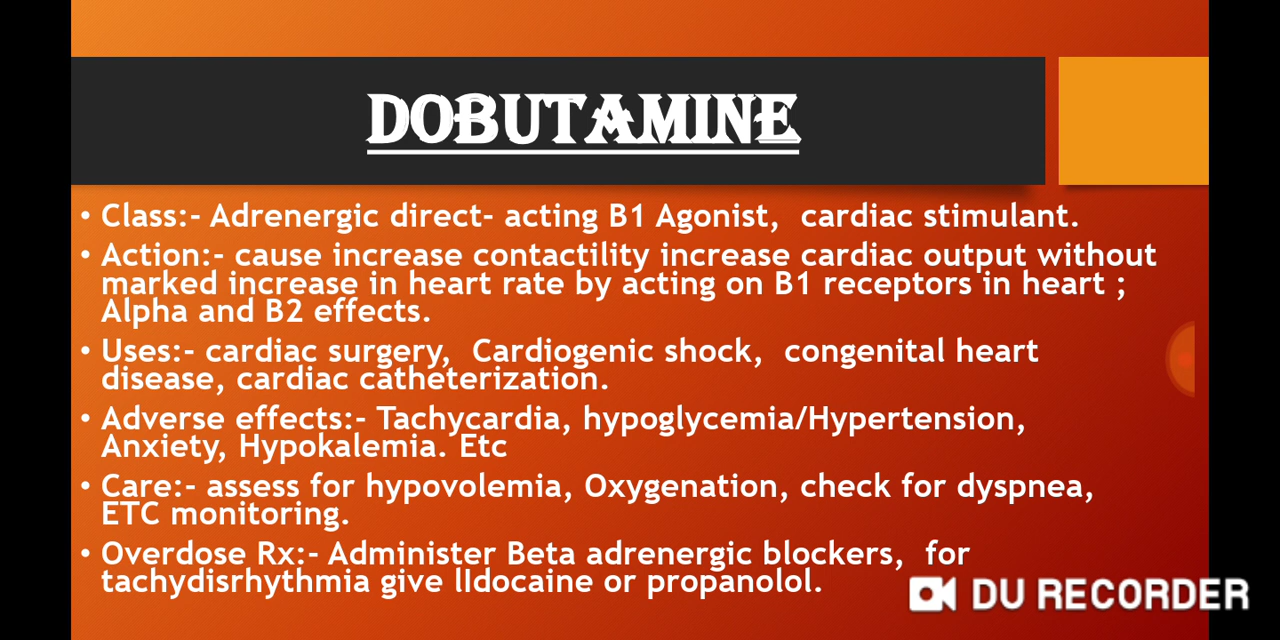 DOBUTAMINE
• Class:- Adrenergic direct- acting B1 Agonist, cardiac stimulant.
• Action:- cause increase contactility increase cardiac output without
marked increase in heart rate by acting on B1 receptors in heart ;
Alpha and B2 effects.
• Uses:- cardiac surgery, Cardiogenic shock, congenital heart
disease, cardiac catheterization.
• Adverse effects:- Tachycardia, hypoglycemia/Hypertension,
Anxiety, Hypokalemia. Etc
• Care:- assess for hypovolemia, Oxygenation, check for dyspnea,
ETC monitoring.
• Overdose Rx:- Administer Beta adrenergic blockers, for
tachydisrhythmia give lIdocaine or propanolol.
DU RECORDER